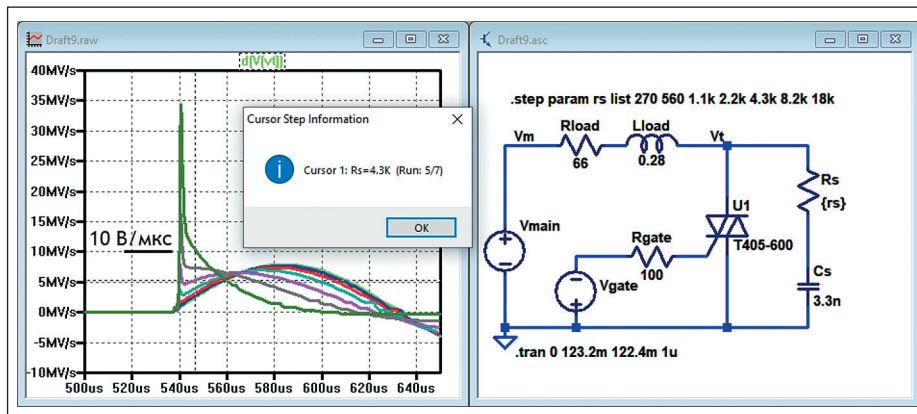 Draft9.raw
d(V(vt))
40MV/s
35MV/s
30MV/s
25MV/s
20MV/s
15MV/s
10MV/s
5MV/s
0MV/s
-5MV/s
-10MV/s
500us 520us 540us 560us 580us 600us 620us 640us
10 В/мкс
Cursor Step Information
Cursor 1: Rs=4.3K (Run: 5/7)
OK
Draft9.asc
.step param rs list 270 560 1.1k 2.2k 4.3k 8.2k 18k
Vm
Rload
66
Lload
0.28
Vt
Rs
{rs}
U1
T405-600
Vmain
Rgate
100
Vgate
Cs
3.3n
.tran 0 123.2m 122.4m 1u